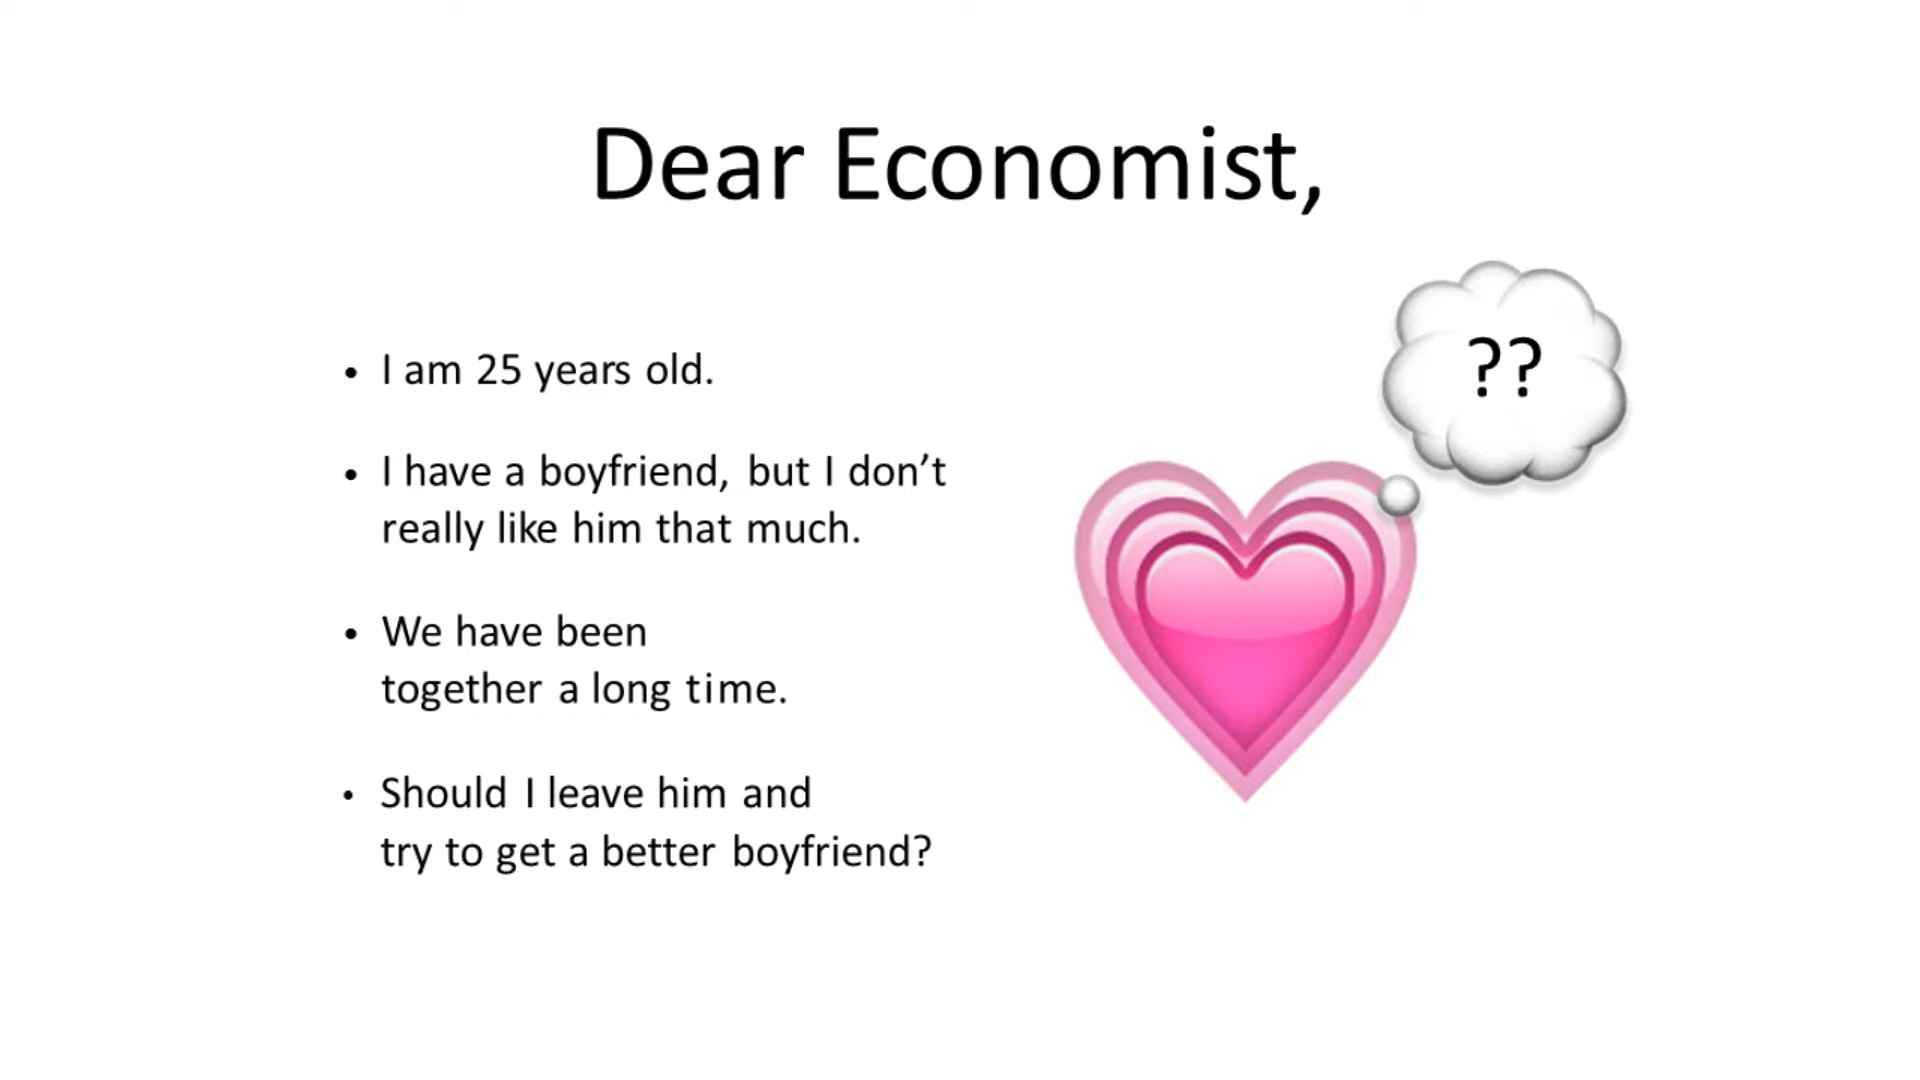 Dear Economist,
??
• I am 25 years old.
• I have a boyfriend, but I don’t
really like him that much.
• We have been
together a long time.
• Should I leave him and
try to get a better boyfriend?